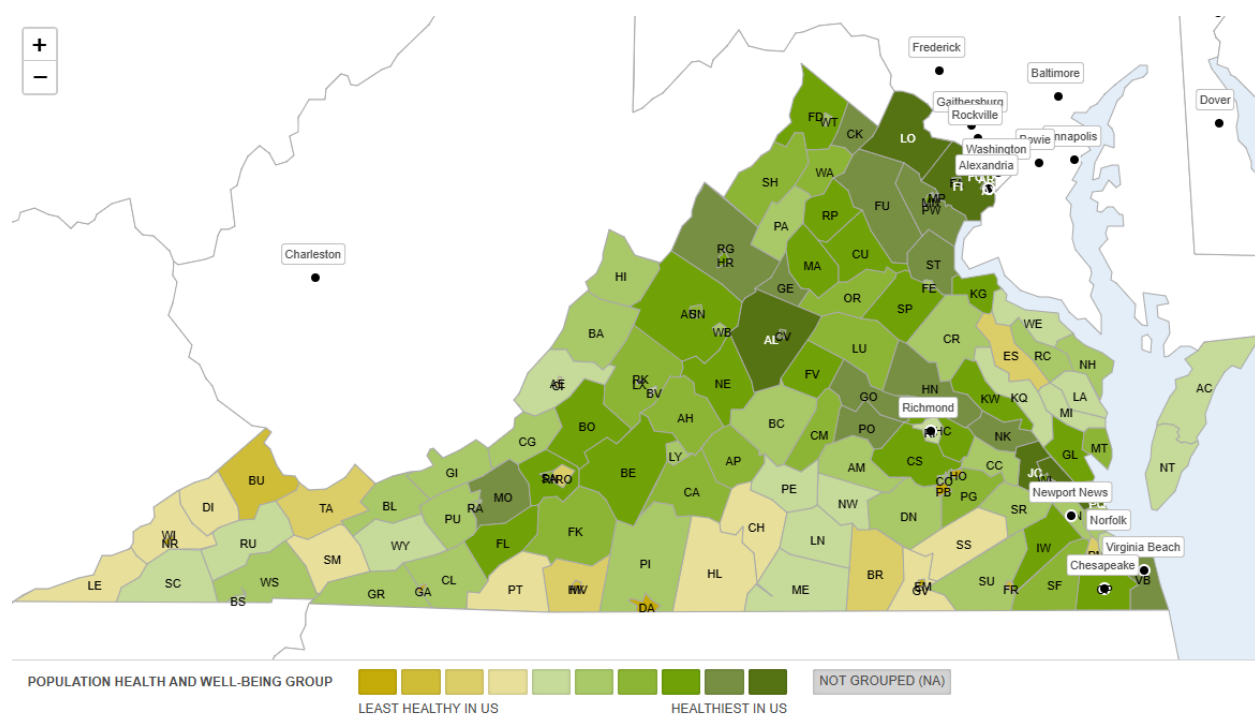 +
−
Frederick
Baltimore
Dover
Rockville
Washington
Alexandria
Charleston
FD
WT
CK
LO
SH
WA
FU
PW
PA
RP
RG
HR
MA
CU
ST
HI
GE
FE
KG
OR
SP
WB
AL
CV
BA
LU
CR
WE
ES
RC
NH
RK
BV
NE
FV
GO
HN
KW
KQ
LA
MI
AC
Richmond
HC
BO
AH
BC
CM
PO
NK
GL
MT
CG
LY
AP
AM
CS
CC
NT
BU
GI
BE
CA
PE
PB
HO
PG
DI
TA
BL
RA
MO
NW
DN
SR
Newport News
Norfolk
PU
WI
NR
RU
WY
FL
FK
CH
LN
SS
IW
Virginia Beach
Chesapeake
LE
SC
WS
SM
BS
GR
GA
CL
PT
PI
HL
ME
BR
GV
SU
FR
SF
VB
DA
POPULATION HEALTH AND WELL-BEING GROUP
NOT GROUPED (NA)
LEAST HEALTHY IN US
HEALTHIEST IN US